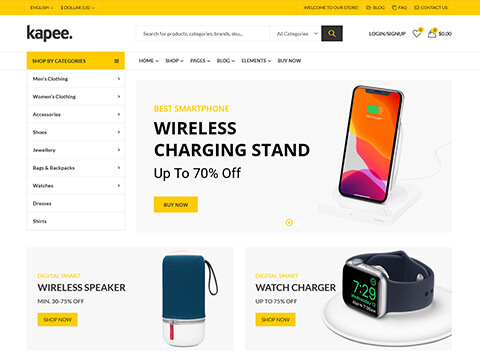 ENGLISH $ DOLLAR (US) WELCOME TO OUR STORE! BLOG FAQ CONTACT US
kapee. Search for products, categories, brands, sku... All Categories LOGIN/SIGNUP 0 0 $0.00
SHOP BY CATEGORIES HOME SHOP PAGES BLOG ELEMENTS BUY NOW
Men's Clothing
Women's Clothing
Accessories
Shoes
Jewellery
Bags & Backpacks
Watches
Dresses
Shirts
BEST SMARTPHONE
WIRELESS
CHARGING STAND
Up To 70% Off
BUY NOW
DIGITAL SMART
WIRELESS SPEAKER
MIN. 30-75% OFF
SHOP NOW
DIGITAL SMART
WATCH CHARGER
UP TO 75% OFF
SHOP NOW
7:29